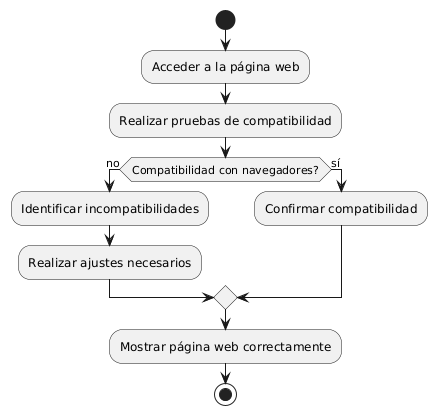 Acceder a la página web
Realizar pruebas de compatibilidad
no
Compatibilidad con navegadores?
sí
Identificar incompatibilidades
Confirmar compatibilidad
Realizar ajustes necesarios
Mostrar página web correctamente